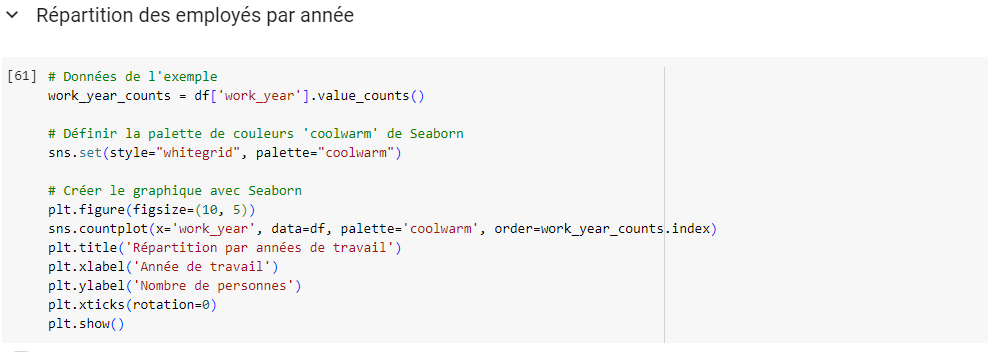 Répartition des employés par année
[61] # Données de l'exemple
work_year_counts = df['work_year'].value_counts()
# Définir la palette de couleurs 'coolwarm' de Seaborn
sns.set(style="whitegrid", palette="coolwarm")
# Créer le graphique avec Seaborn
plt.figure(figsize=(10, 5))
sns.countplot(x='work_year', data=df, palette='coolwarm', order=work_year_counts.index)
plt.title('Répartition par années de travail')
plt.xlabel('Année de travail')
plt.ylabel('Nombre de personnes')
plt.xticks(rotation=0)
plt.show()